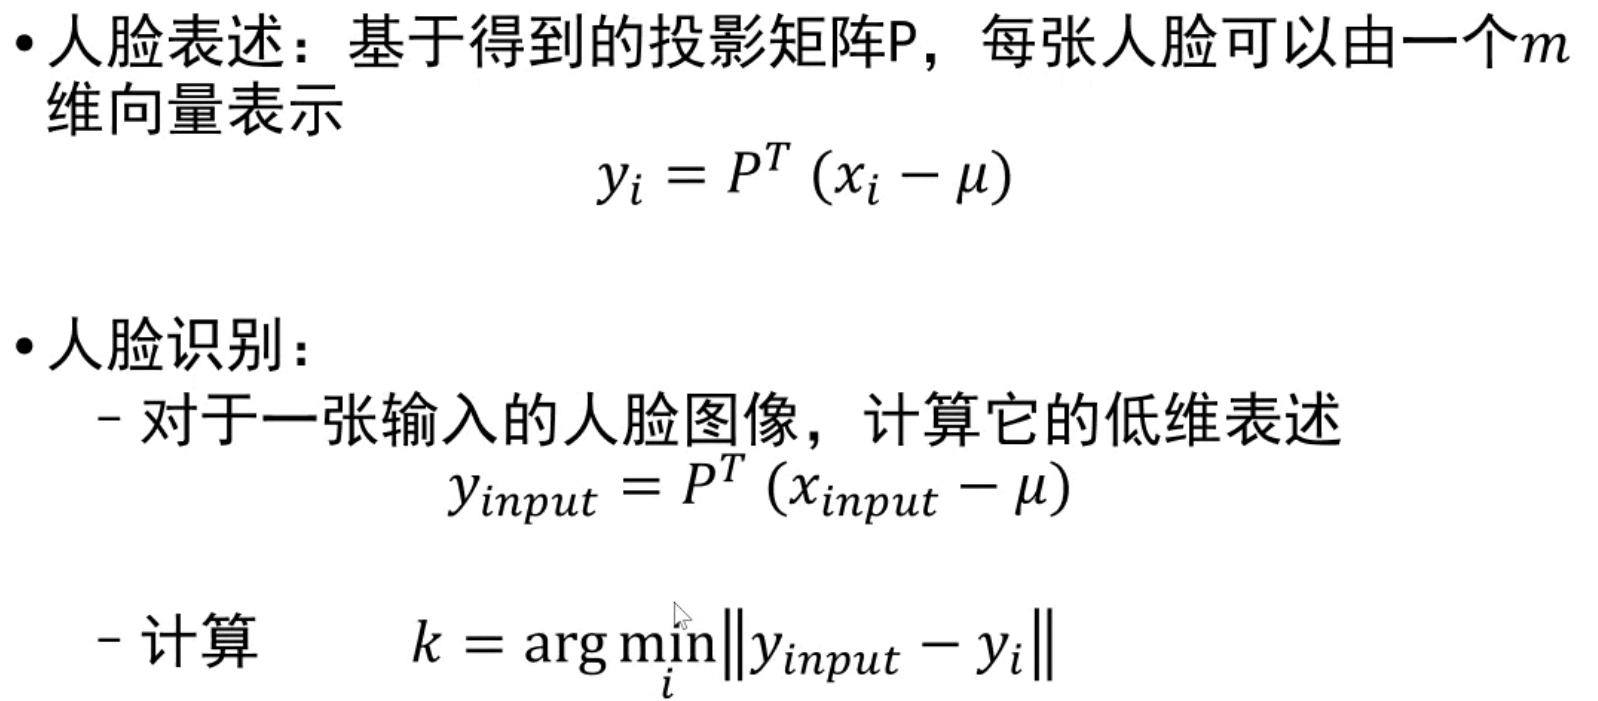 • 人脸表述：基于得到的投影矩阵P，每张人脸可以由一个m
维向量表示
y_i = P^T (x_i − μ)
• 人脸识别：
– 对于一张输入的人脸图像，计算它的低维表述
y_input = P^T (x_input − μ)
– 计算 k = arg min_i ‖y_input − y_i‖